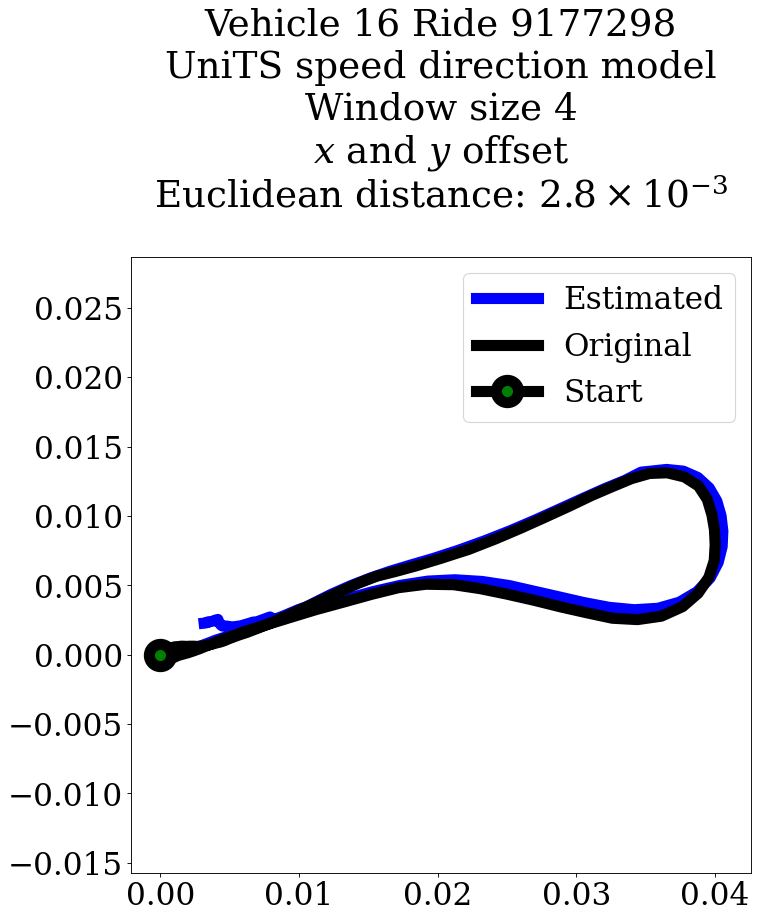 Vehicle 16 Ride 9177298
UniTS speed direction model
Window size 4
x and y offset
Euclidean distance: 2.8 × 10⁻³
Estimated
Original
Start
0.025
0.020
0.015
0.010
0.005
0.000
−0.005
−0.010
−0.015
0.00 0.01 0.02 0.03 0.04